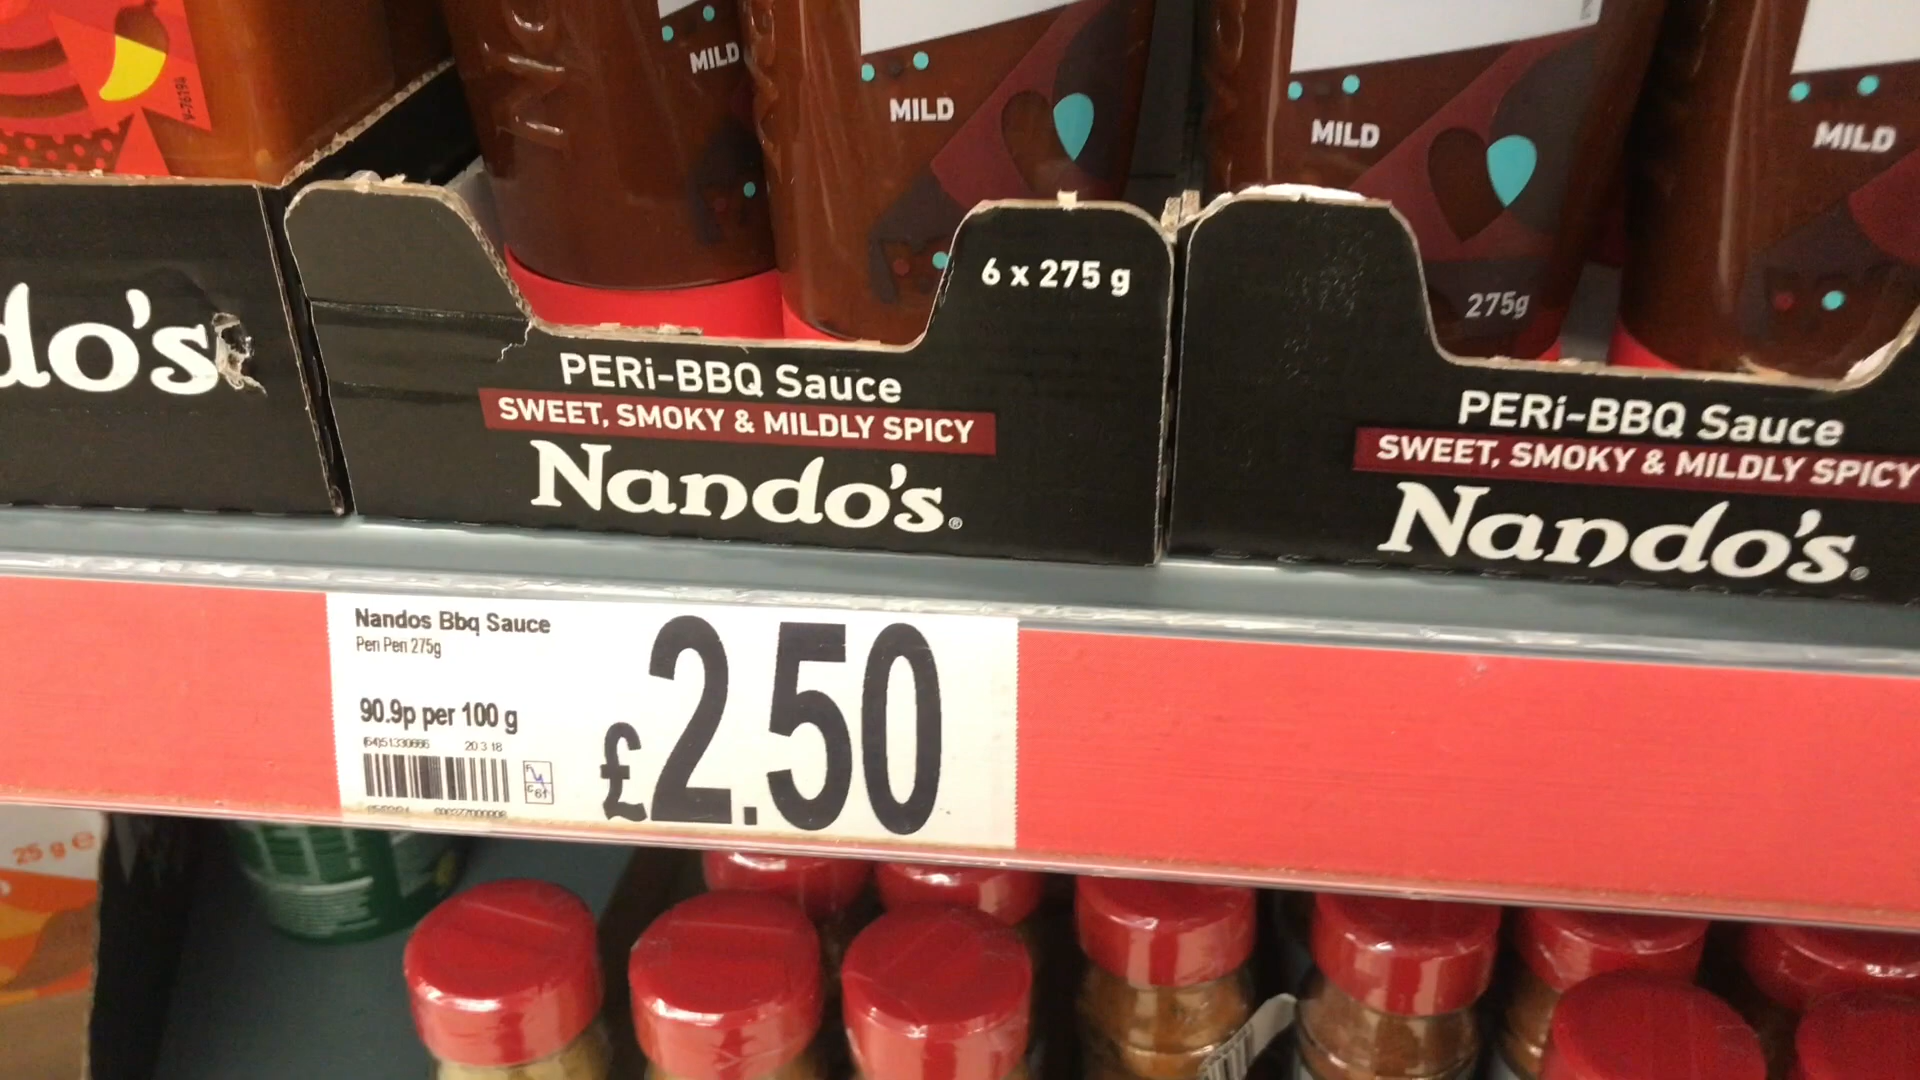 MILD
MILD
MILD
MILD
V-76194
6 x 275 g
275g
do's
PERi-BBQ Sauce
SWEET, SMOKY & MILDLY SPICY
Nando's®
PERi-BBQ Sauce
SWEET, SMOKY & MILDLY SPICY
Nando's®
Nandos Bbq Sauce
Peri Peri 275g
90.9p per 100 g
20 3 18
£2.50
25 g e